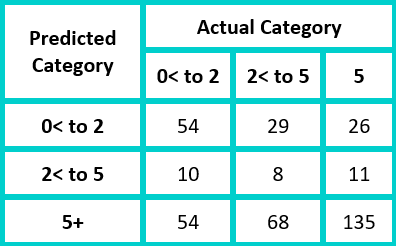 Predicted Category
Actual Category
0< to 2 2< to 5 5
0< to 2 54 29 26
2< to 5 10 8 11
5+ 54 68 135